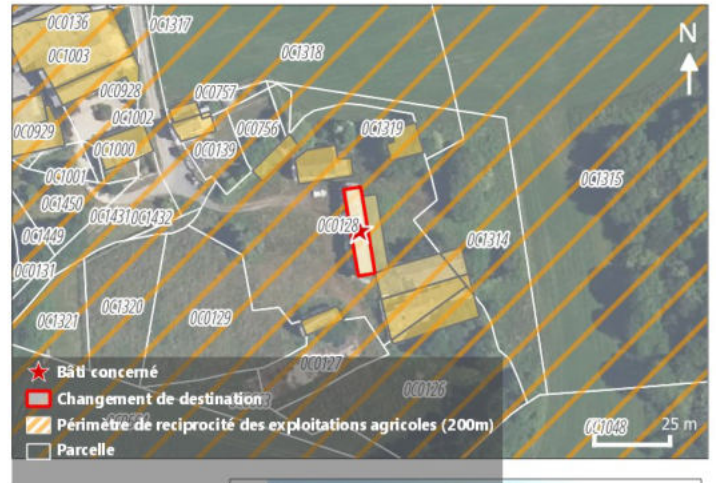 0C0136
0C1317
N
0C1003
0C1318
0C0928
0C0757
0C1002
0C0929
0C0756
0C1319
0C1000
0C0139
0C1001
0C1315
0C1450
0C1431
0C1432
0C0128
0C1449
0C1314
0C0131
0C1320
0C1321
0C0129
0C0127
Bâti concerné
0C0126
Changement de destination
Périmètre de reciprocité des exploitations agricoles (200m)
0C1048
25 m
Parcelle